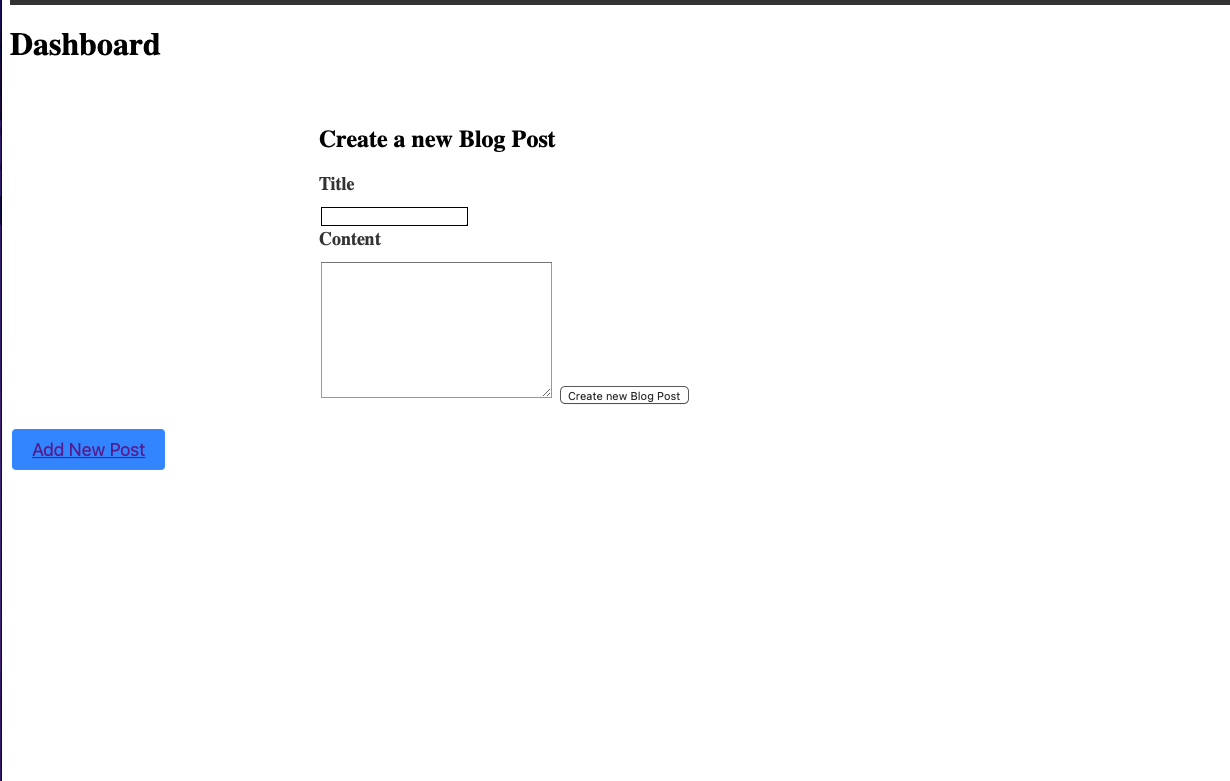 Dashboard
Create a new Blog Post
Title
Content
Create new Blog Post
Add New Post